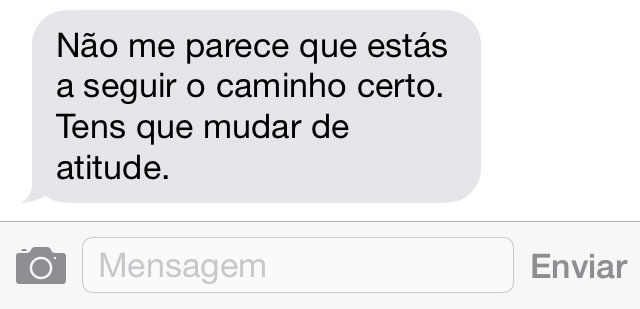 Não me parece que estás
a seguir o caminho certo.
Tens que mudar de
atitude.
Mensagem
Enviar